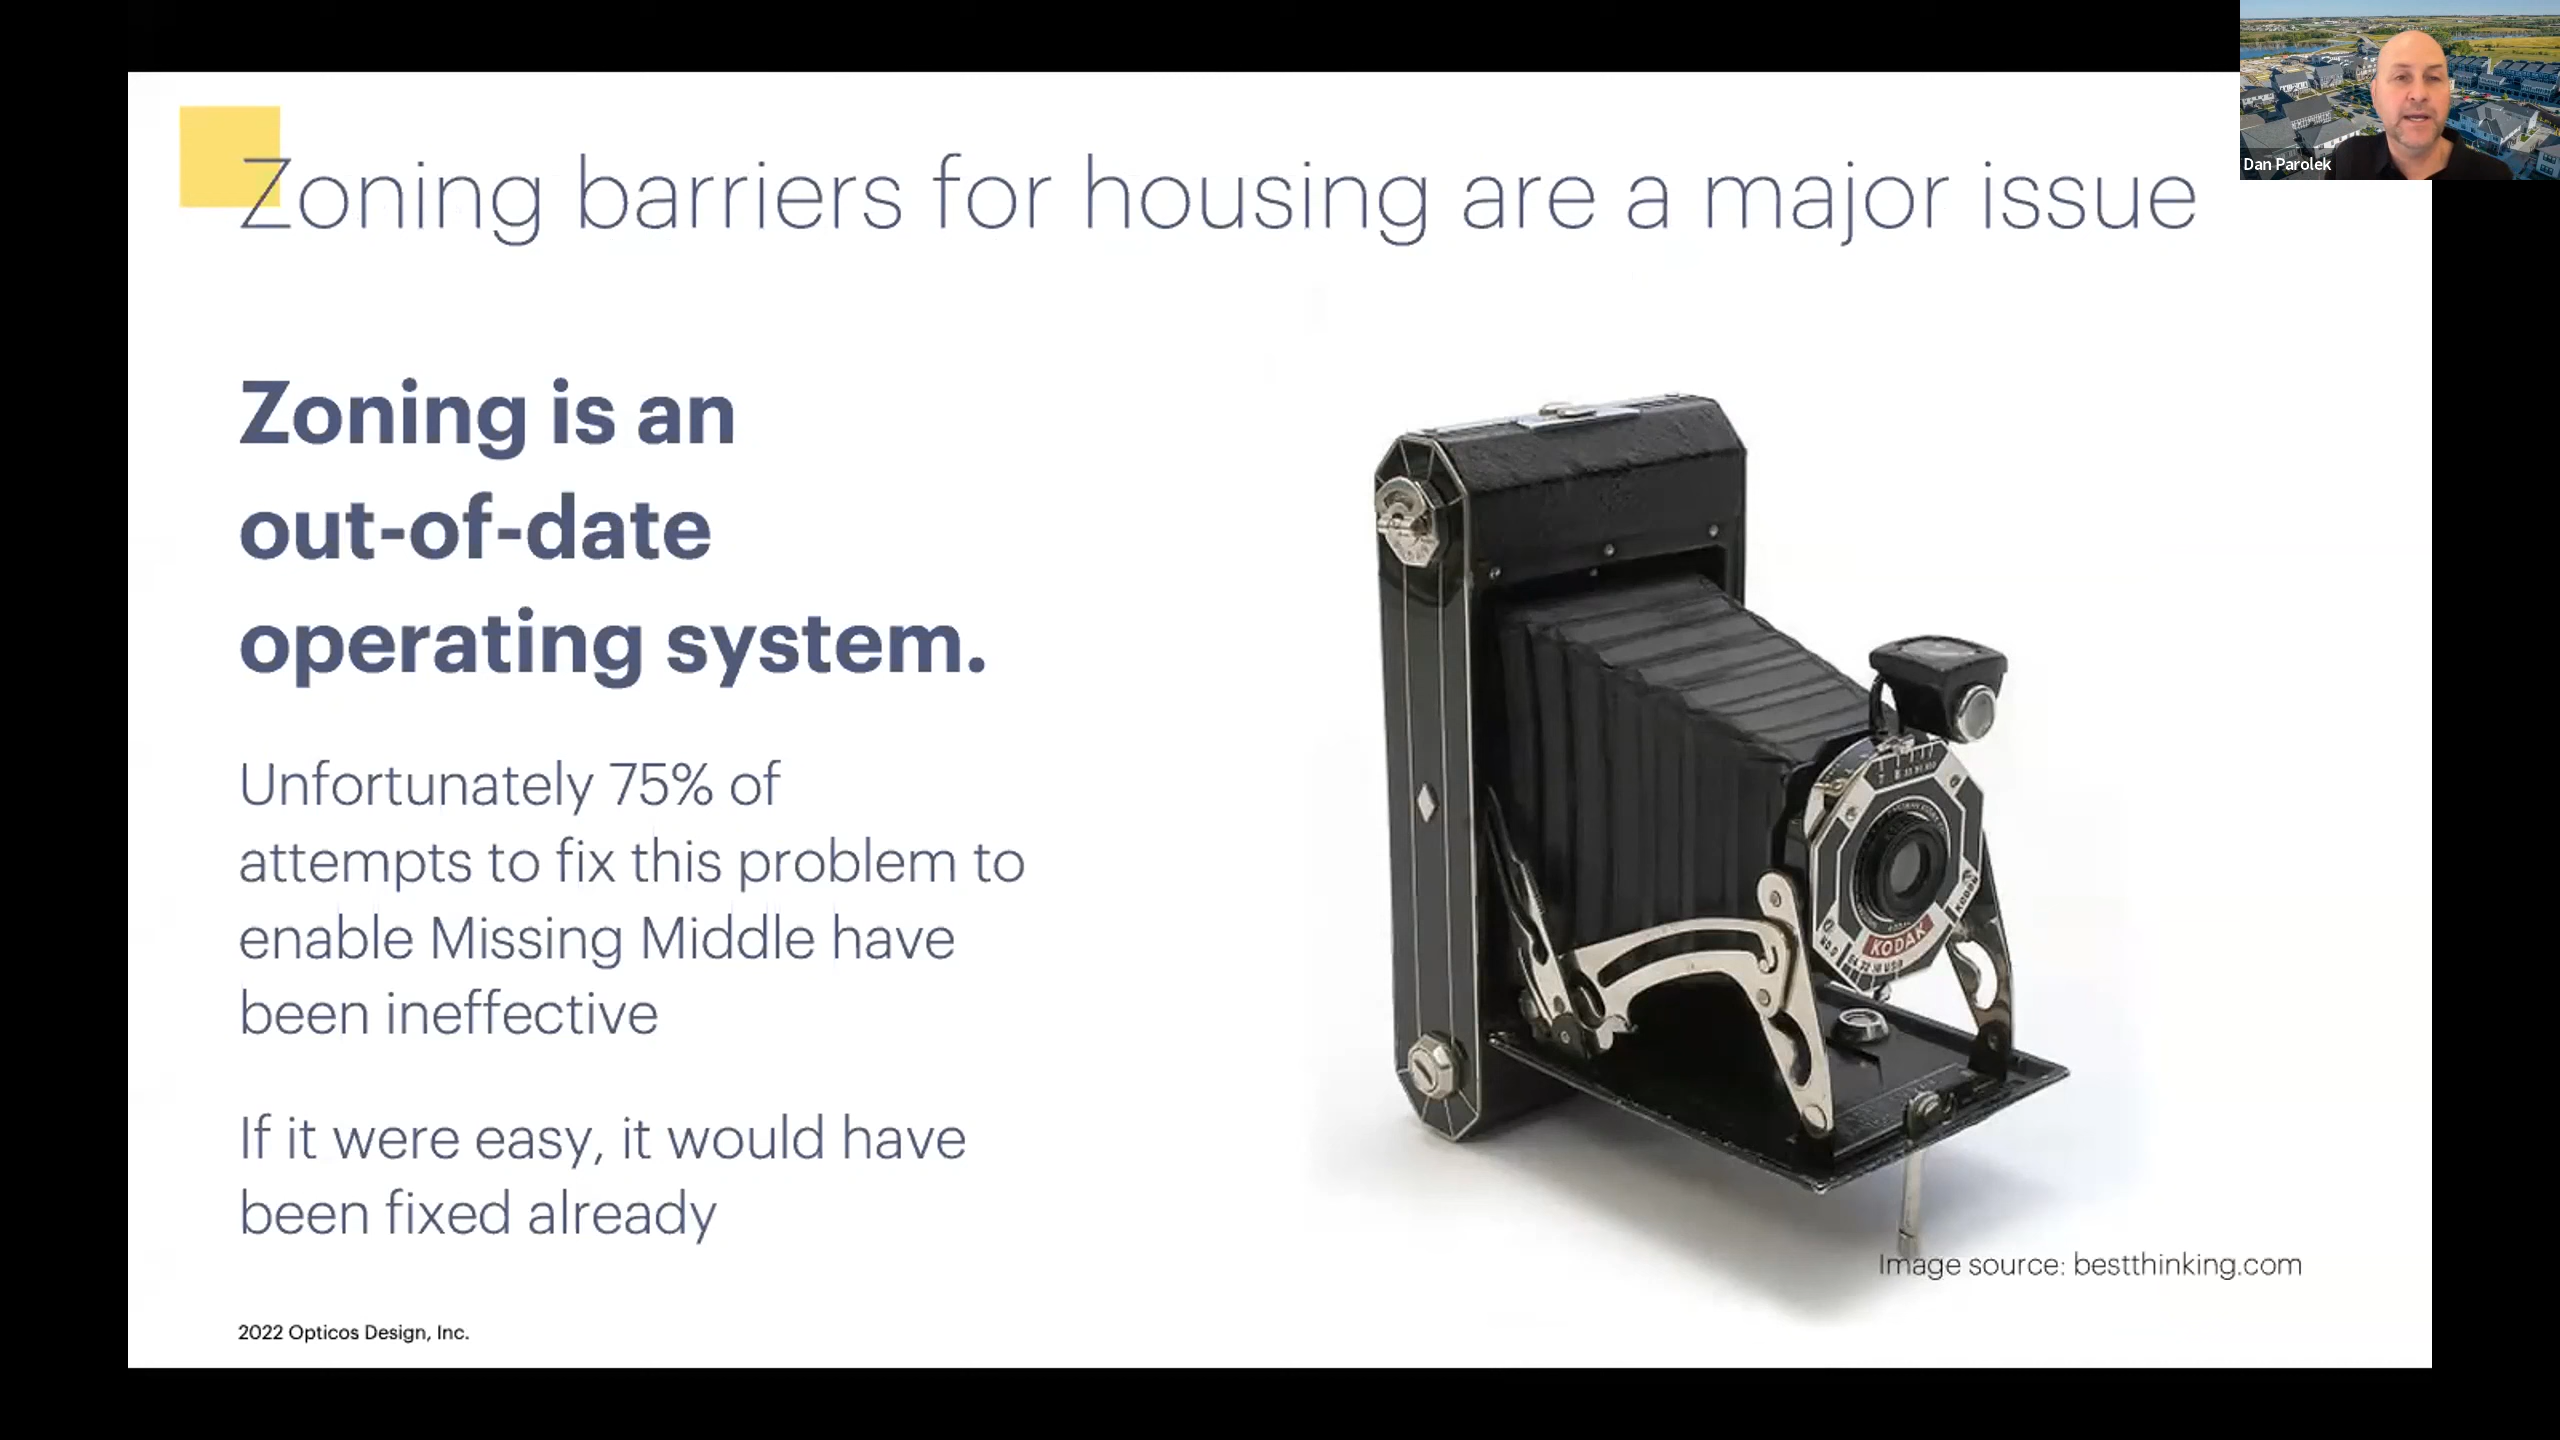 Dan Parolek
Zoning barriers for housing are a major issue
Zoning is an
out-of-date
operating system.
Unfortunately 75% of
attempts to fix this problem to
enable Missing Middle have
been ineffective
If it were easy, it would have
been fixed already
KODAK
KODAK
Image source: bestthinking.com
2022 Opticos Design, Inc.